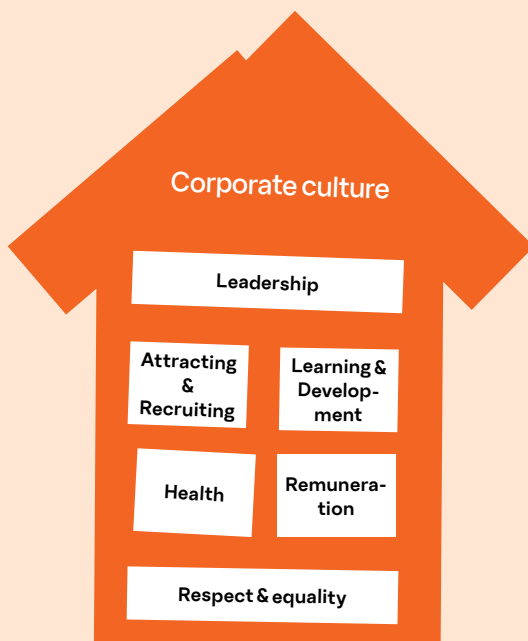 Corporate culture
Leadership
Attracting
&
Recruiting
Learning &
Develop-
ment
Health
Remunera-
tion
Respect & equality